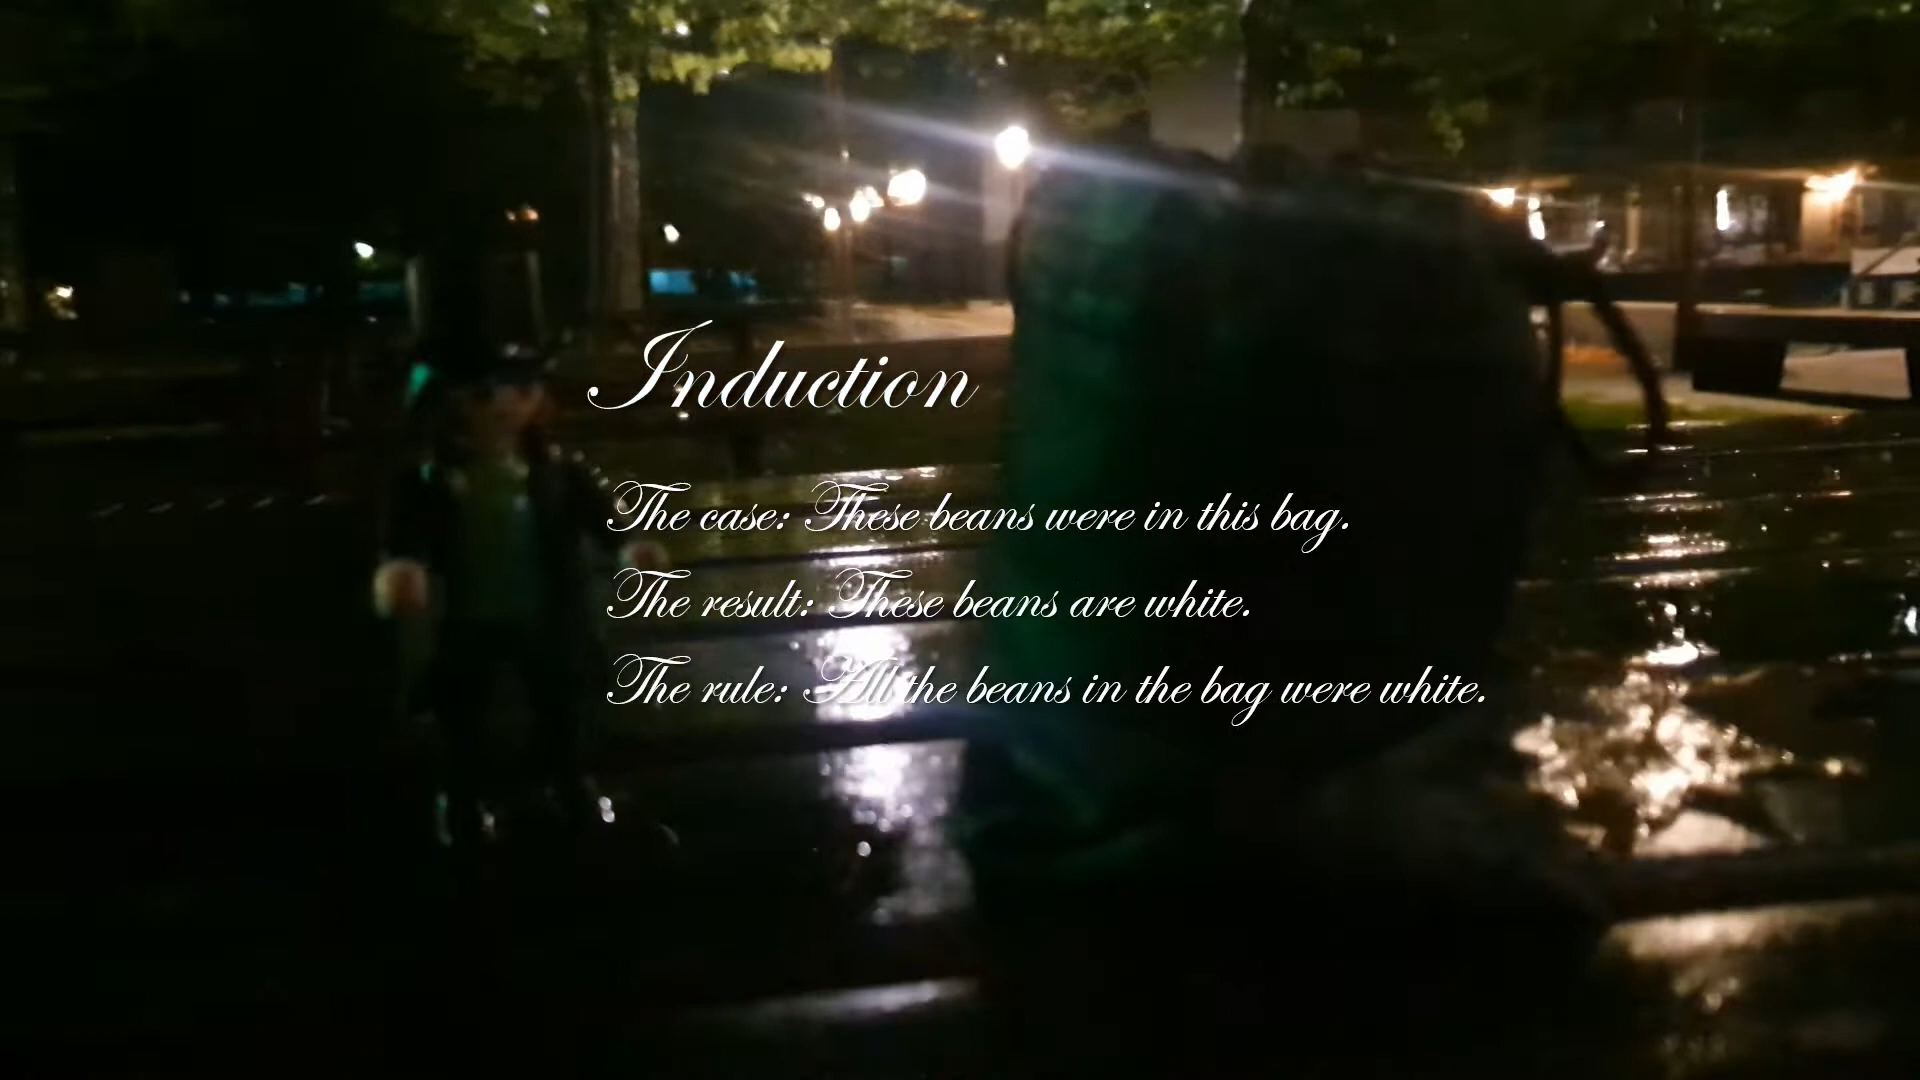 Induction
The case: These beans were in this bag.
The result: These beans are white.
The rule: All the beans in the bag were white.